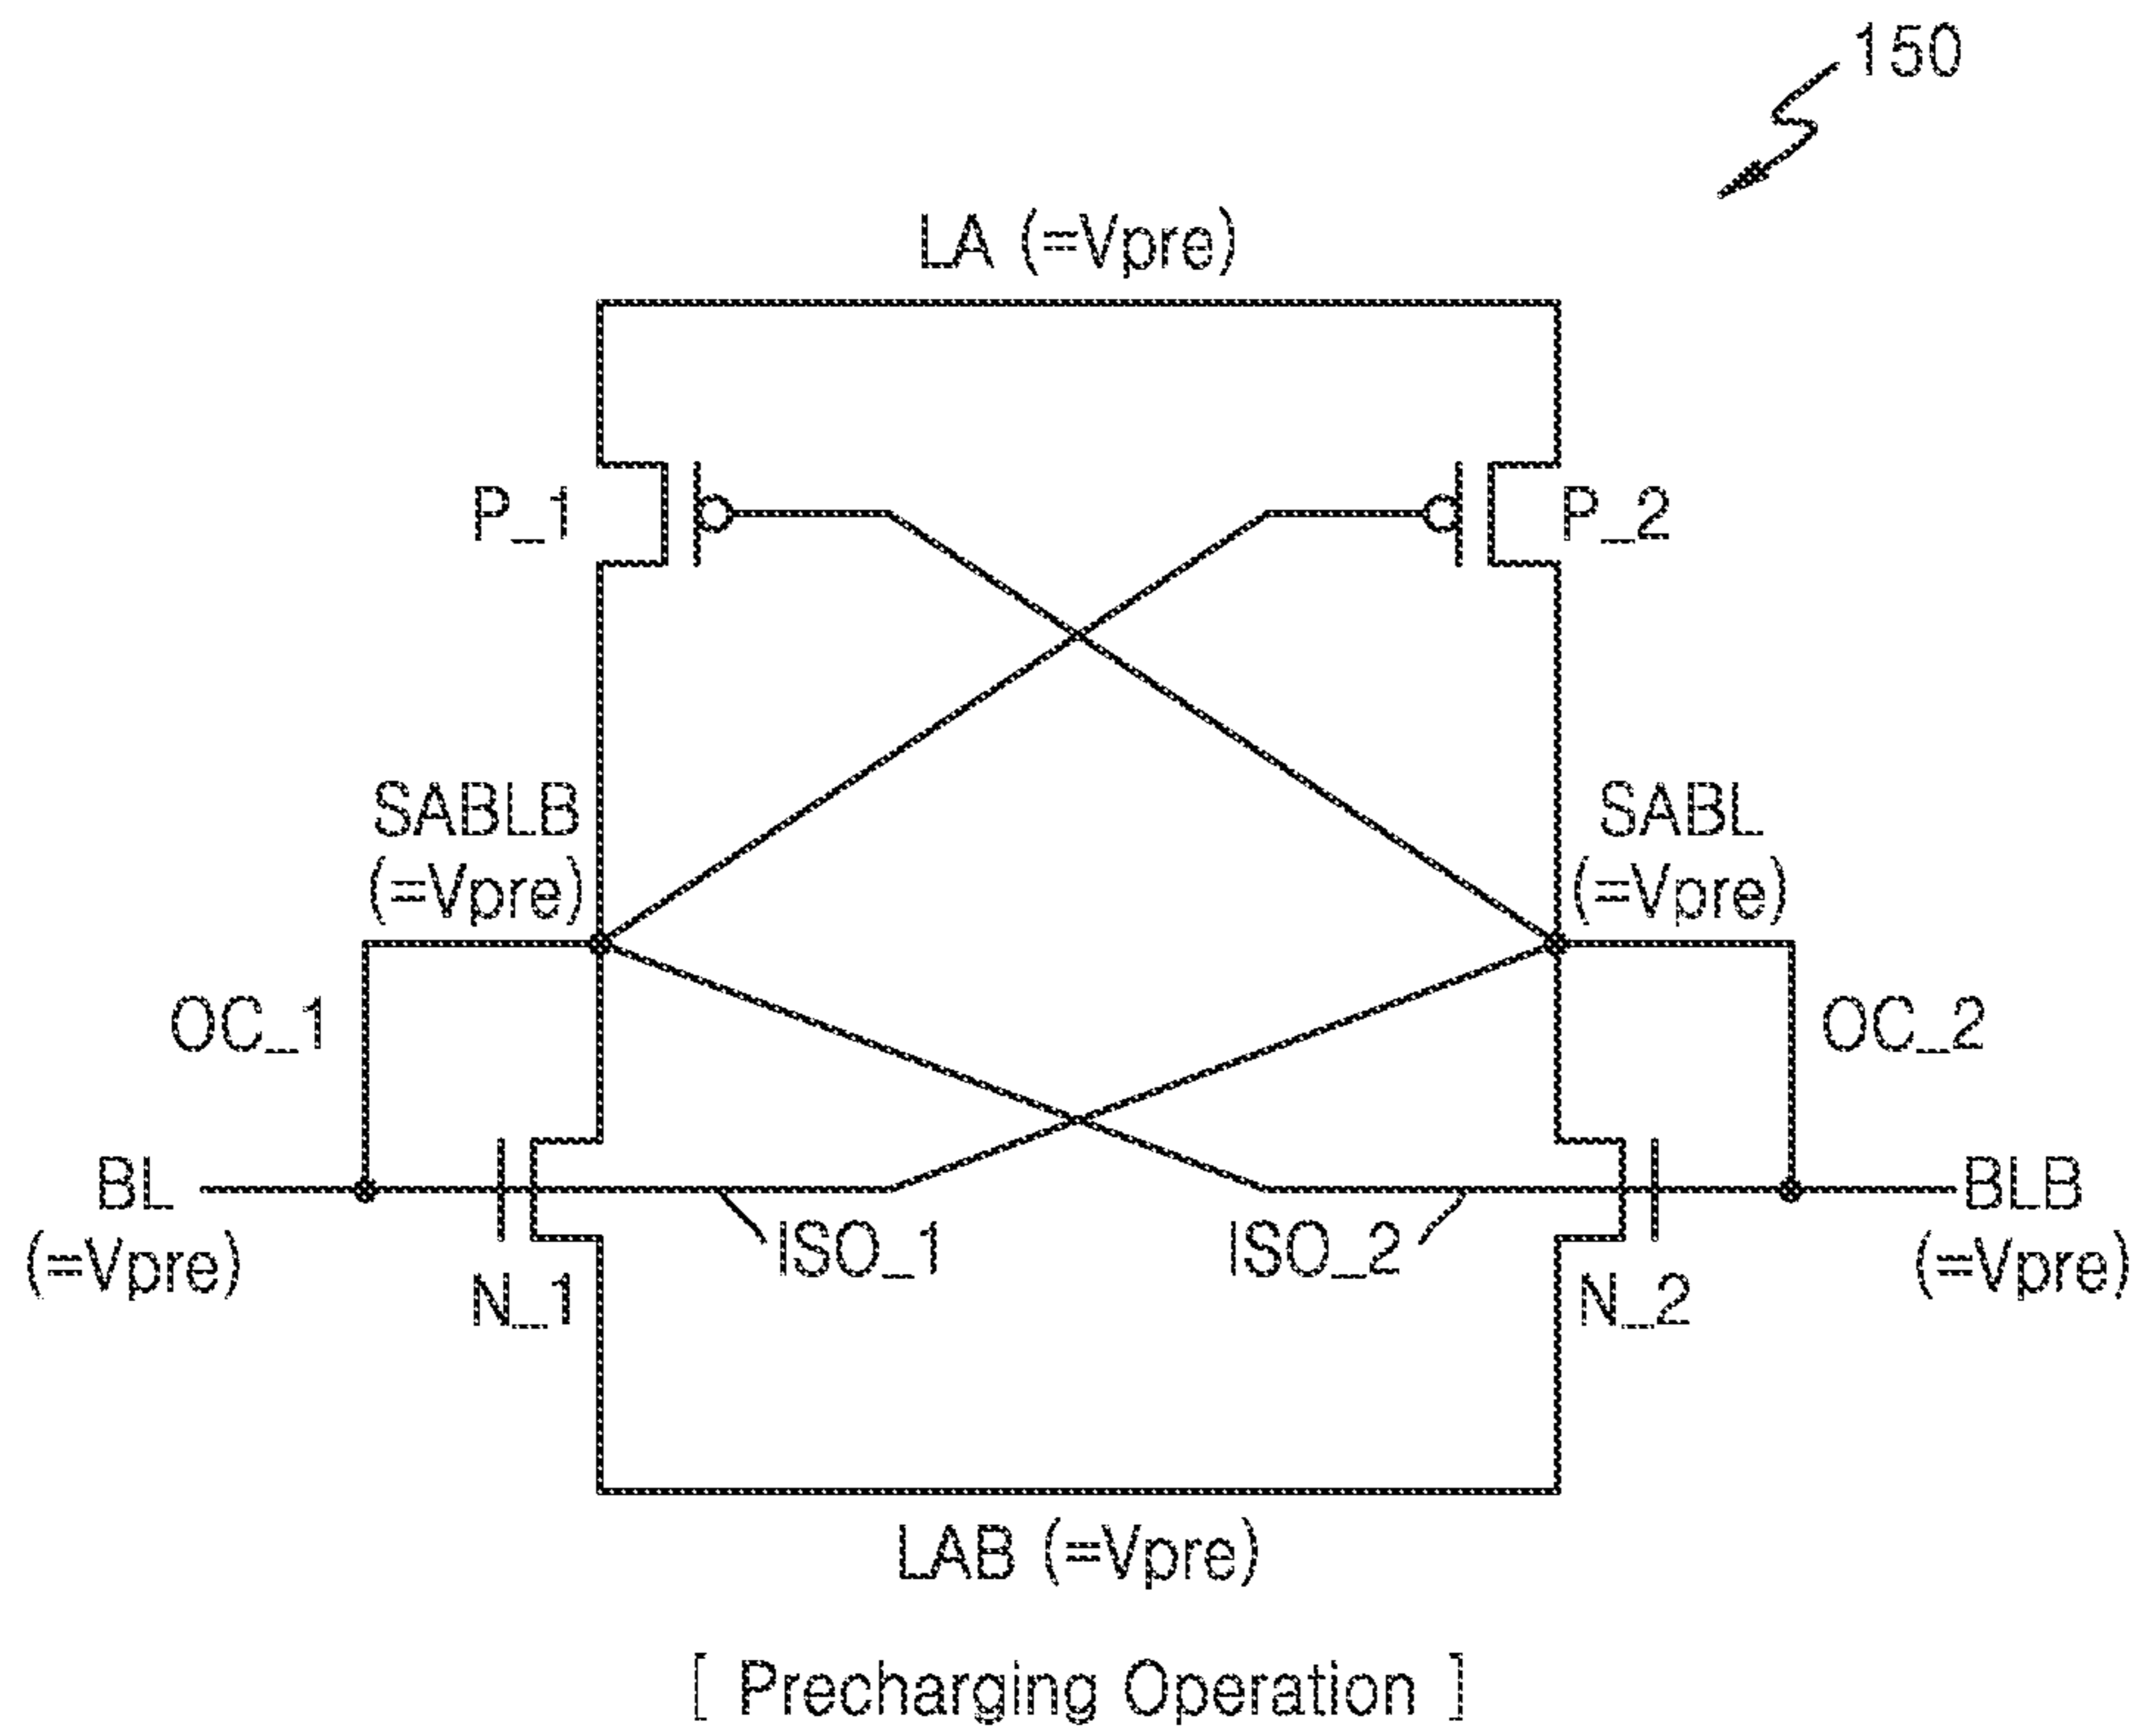 150
LA (=Vpre)
P_1
P_2
SABLB
(=Vpre)
SABL
(=Vpre)
OC_1
OC_2
BL
(=Vpre)
ISO_1
ISO_2
BLB
(=Vpre)
N_1
N_2
LAB (=Vpre)
[ Precharging Operation ]